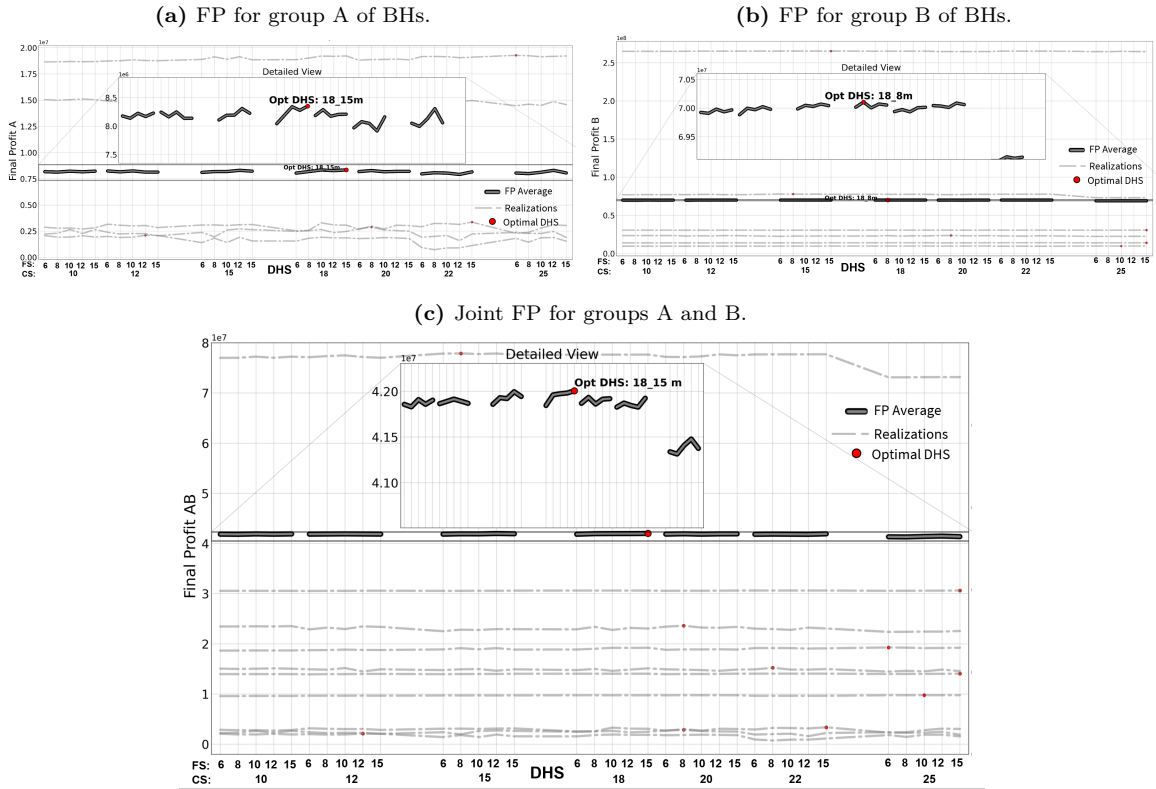 (a) FP for group A of BHs.
1e7
2.00
1.75
1.50
1.25
1.00
0.75
0.50
0.25
0.00
Final Profit A
Detailed View
1e6
8.5
8.0
7.5
Opt DHS: 18_15m
Opt DHS: 18_15m
FP Average
Realizations
Optimal DHS
FS: 6 8 10 12 15 6 8 10 12 15 6 8 10 12 15 6 8 10 12 15 6 8 10 12 15 6 8 10 12 15 6 8 10 12 15
CS: 10 12 15 18 20 22 25
DHS
(b) FP for group B of BHs.
1e8
2.5
2.0
1.5
1.0
0.5
0.0
Final Profit B
Detailed View
1e7
7.05
7.00
6.95
Opt DHS: 18_8m
Opt DHS: 18_8m
FP Average
Realizations
Optimal DHS
FS: 6 8 10 12 15 6 8 10 12 15 6 8 10 12 15 6 8 10 12 15 6 8 10 12 15 6 8 10 12 15 6 8 10 12 15
CS: 10 12 15 18 20 22 25
DHS
(c) Joint FP for groups A and B.
1e7
8
7
6
5
4
3
2
1
0
Final Profit AB
Detailed View
1e7
4.20
4.15
4.10
Opt DHS: 18_15 m
FP Average
Realizations
Optimal DHS
FS: 6 8 10 12 15 6 8 10 12 15 6 8 10 12 15 6 8 10 12 15 6 8 10 12 15 6 8 10 12 15 6 8 10 12 15
CS: 10 12 15 18 20 22 25
DHS